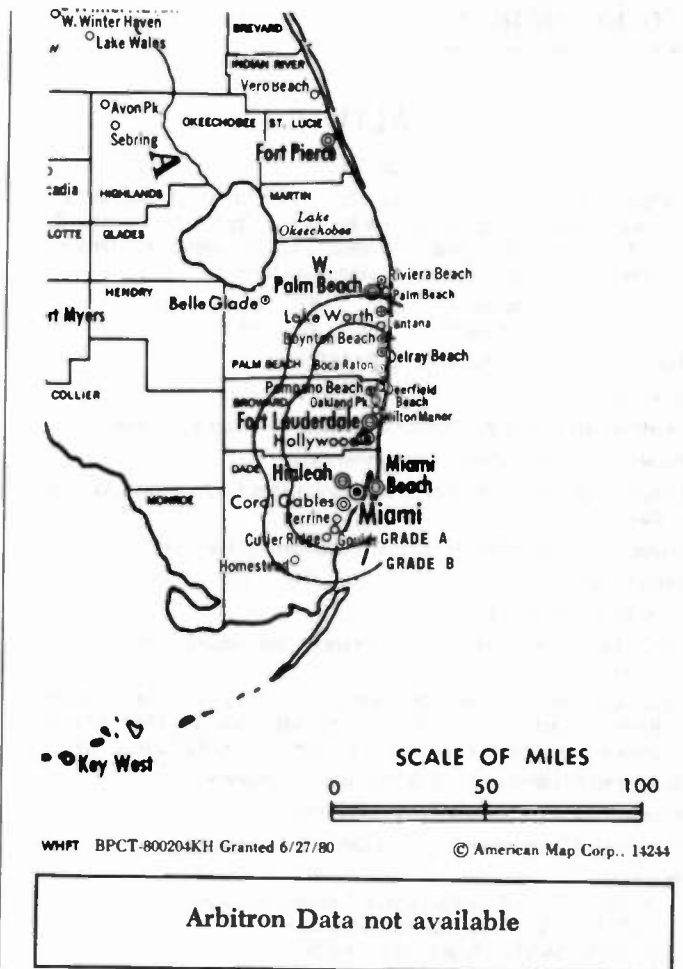 W. Winter Haven
Lake Wales
BREVARD
INDIAN RIVER
Vero Beach
Avon Pk
Sebring
OKEECHOBEE
ST. LUCIE
Fort Pierce
A
HIGHLANDS
MARTIN
Lake
Okeechobee
GLADES
W.
Palm Beach
Riviera Beach
Palm Beach
HENDRY
Belle Glade
Lake Worth
Boynton Beach
Delray Beach
PALM BEACH
Boca Raton
COLLIER
Pompano Beach
Deerfield
Beach
BROWARD
Oakland Pk.
Fort Lauderdale
Hollywood
DADE
Hialeah
Miami
Beach
MONROE
Coral Gables
Miami
Perrine
Cutler Ridge
GRADE A
Homestead
GRADE B
Key West
SCALE OF MILES
0 50 100
WHFT BPCT-800204KH Granted 6/27/80
© American Map Corp., 14244
Arbitron Data not available